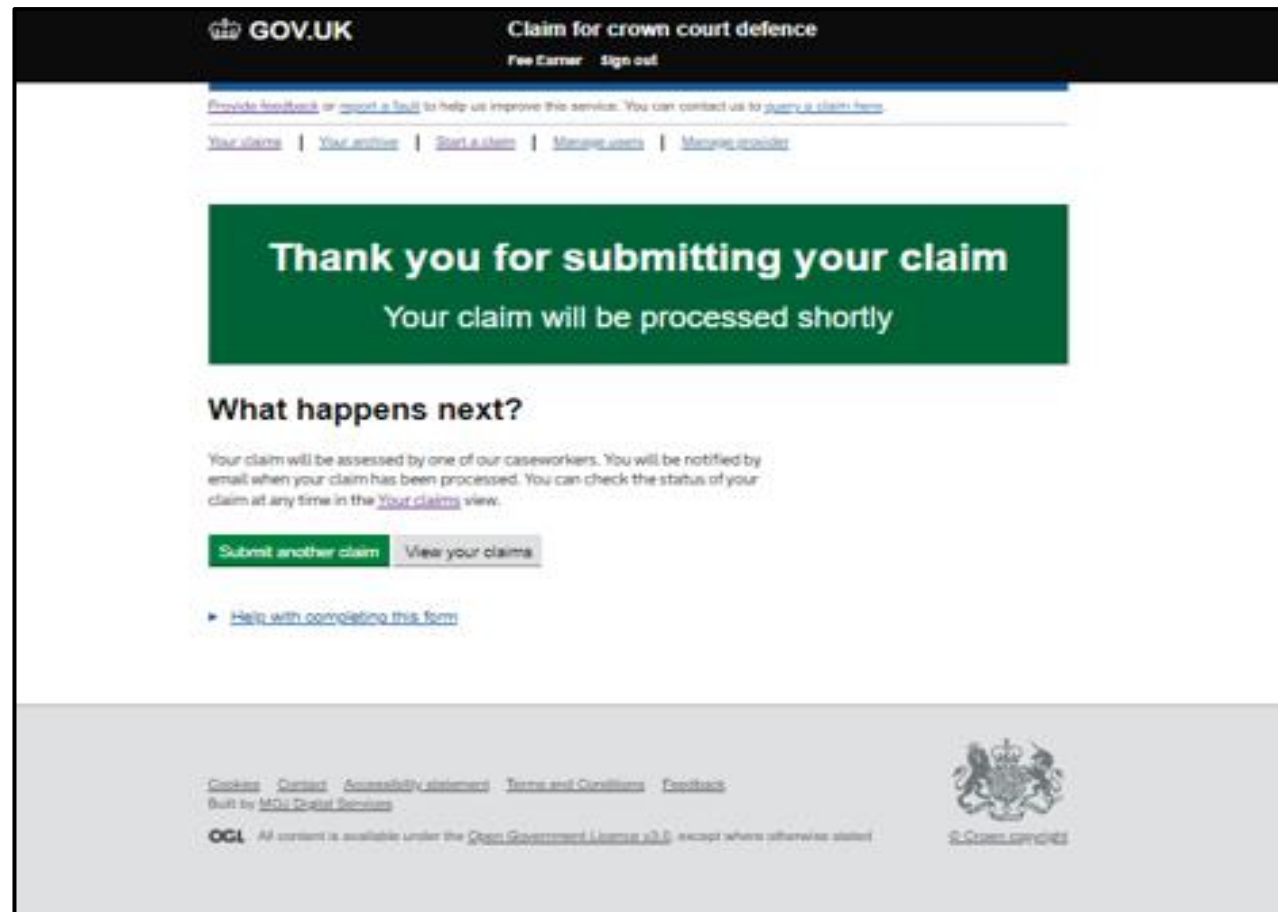 GOV.UK
Claim for crown court defence
Fee Earner Sign out
Provide feedback or report a fault to help us improve this service. You can contact us to query a claim here.
Your claims | Your archive | Start a claim | Manage users | Manage provider
Thank you for submitting your claim
Your claim will be processed shortly
What happens next?
Your claim will be assessed by one of our caseworkers. You will be notified by
email when your claim has been processed. You can check the status of your
claim at any time in the Your claims view.
Submit another claim View your claims
Help with completing this form
Cookies Contact Accessibility statement Terms and Conditions Feedback
Built by MOJ Digital Services
OGL All content is available under the Open Government Licence v3.0, except where otherwise stated
© Crown copyright